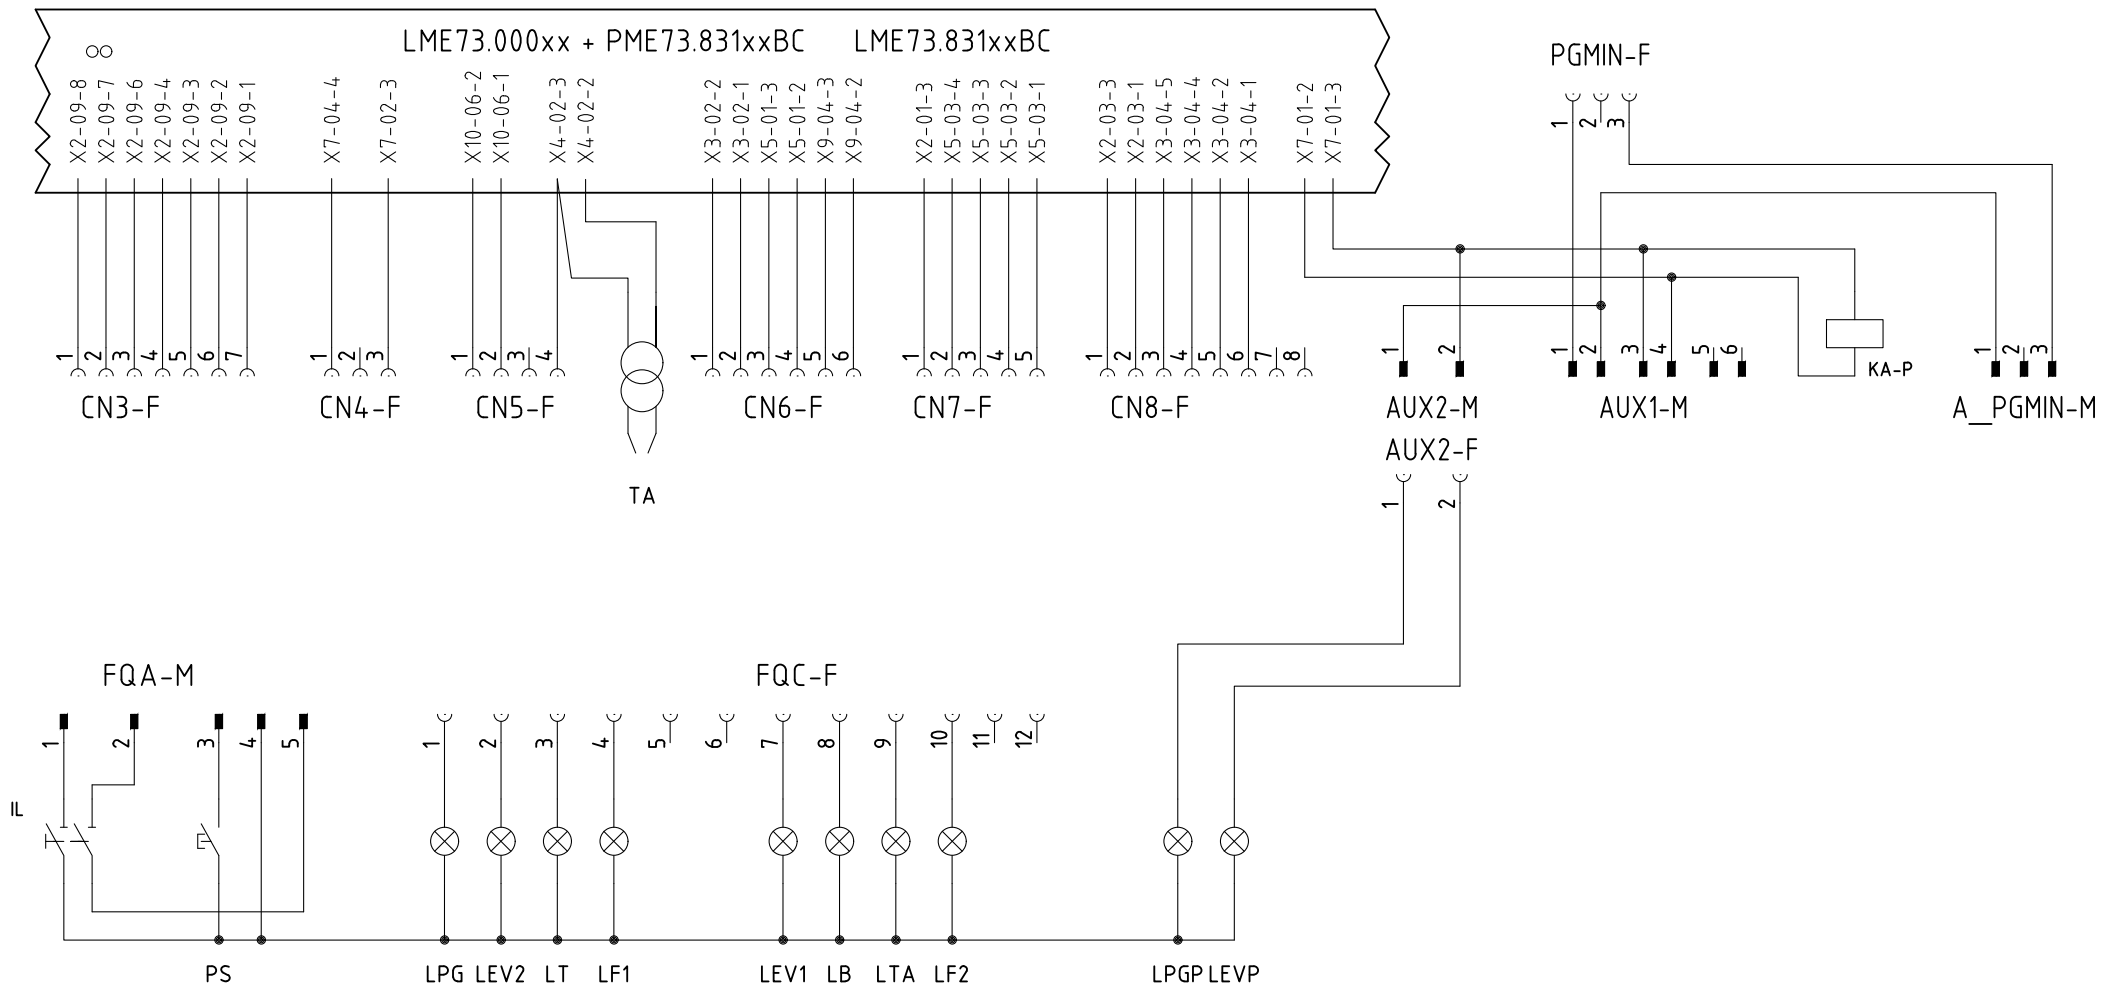 LME73.000xx + PME73.831xxBC LME73.831xxBC
PGMIN-F
X2-09-8 X2-09-7 X2-09-6 X2-09-4 X2-09-3 X2-09-2 X2-09-1 X7-04-4 X7-02-3 X10-06-2 X10-06-1 X4-02-3 X4-02-2 X3-02-2 X3-02-1 X5-01-3 X5-01-2 X9-04-3 X9-04-2 X2-01-3 X5-03-4 X5-03-3 X5-03-2 X5-03-1 X2-03-3 X2-03-1 X3-04-5 X3-04-4 X3-04-2 X3-04-1 X7-01-2 X7-01-3
1 2 3
1 2 3 4 5 6 7 1 2 3 1 2 3 4 1 2 3 4 5 6 1 2 3 4 5 1 2 3 4 5 6 7 8 1 2 1 2 3 4 5 6 1 2 3
KA-P
CN3-F CN4-F CN5-F CN6-F CN7-F CN8-F AUX2-M AUX1-M A__PGMIN-M
AUX2-F
TA
1 2
FQA-M FQC-F
1 2 3 4 5 1 2 3 4 5 6 7 8 9 10 11 12
IL
PS LPG LEV2 LT LF1 LEV1 LB LTA LF2 LPGP LEVP